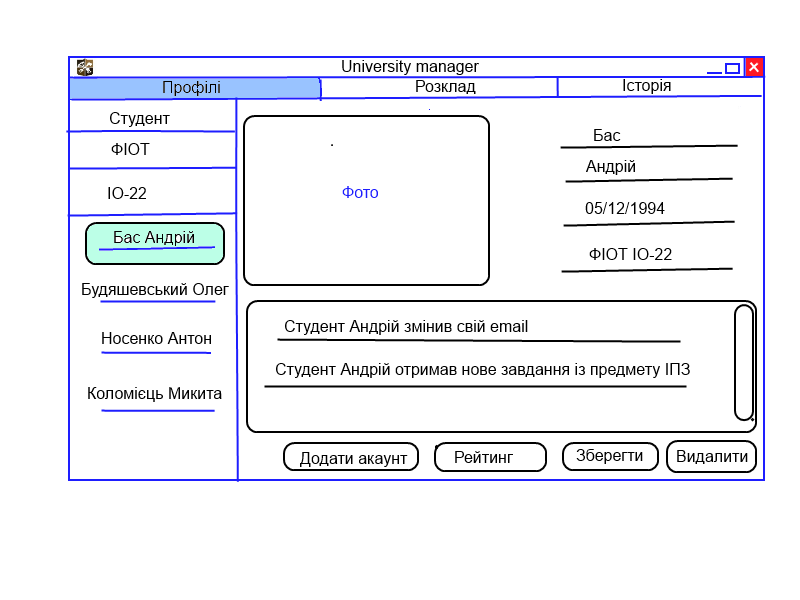 University manager
Профілі
Розклад
Історія
Студент
ФІОТ
ІО-22
Бас Андрій
Будяшевський Олег
Носенко Антон
Коломієць Микита
Фото
Бас
Андрій
05/12/1994
ФІОТ ІО-22
Студент Андрій змінив свій email
Студент Андрій отримав нове завдання із предмету ІПЗ
Додати акаунт
Рейтинг
Зберегти
Видалити